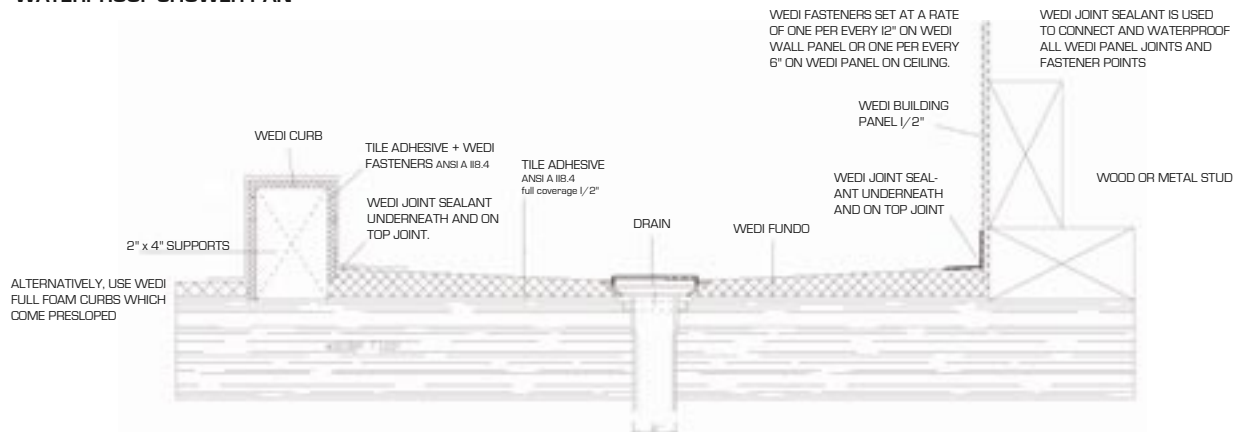 WATERPROOF SHOWER PAN
WEDI FASTENERS SET AT A RATE
OF ONE PER EVERY 12" ON WEDI
WALL PANEL OR ONE PER EVERY
6" ON WEDI PANEL ON CEILING.
WEDI JOINT SEALANT IS USED
TO CONNECT AND WATERPROOF
ALL WEDI PANEL JOINTS AND
FASTENER POINTS
WEDI BUILDING
PANEL 1/2"
WEDI CURB
TILE ADHESIVE + WEDI
FASTENERS ANSI A 118.4
TILE ADHESIVE
ANSI A 118.4
full coverage 1/2"
WEDI JOINT SEAL-
ANT UNDERNEATH
AND ON TOP JOINT
WOOD OR METAL STUD
WEDI JOINT SEALANT
UNDERNEATH AND ON
TOP JOINT.
DRAIN
WEDI FUNDO
2" x 4" SUPPORTS
ALTERNATIVELY, USE WEDI
FULL FOAM CURBS WHICH
COME PRESLOPED